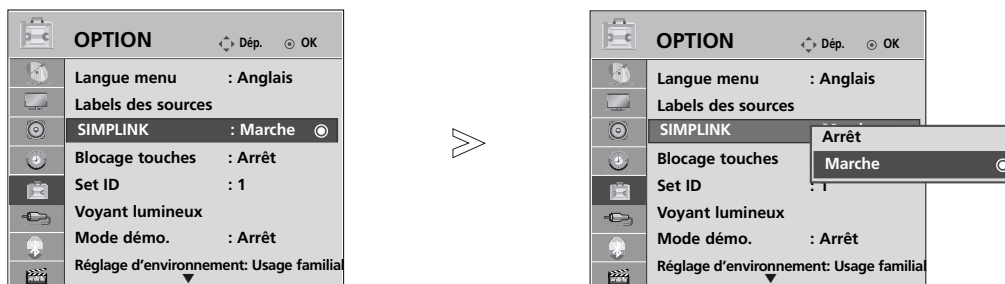 OPTION Dép. OK
Langue menu : Anglais
Labels des sources
SIMPLINK : Marche
Blocage touches : Arrêt
Set ID : 1
Voyant lumineux
Mode démo. : Arrêt
Réglage d’environnement: Usage familial
OPTION Dép. OK
Langue menu : Anglais
Labels des sources
SIMPLINK
Arrêt
Marche
Blocage touches
Set ID : 1
Voyant lumineux
Mode démo. : Arrêt
Réglage d’environnement: Usage familial